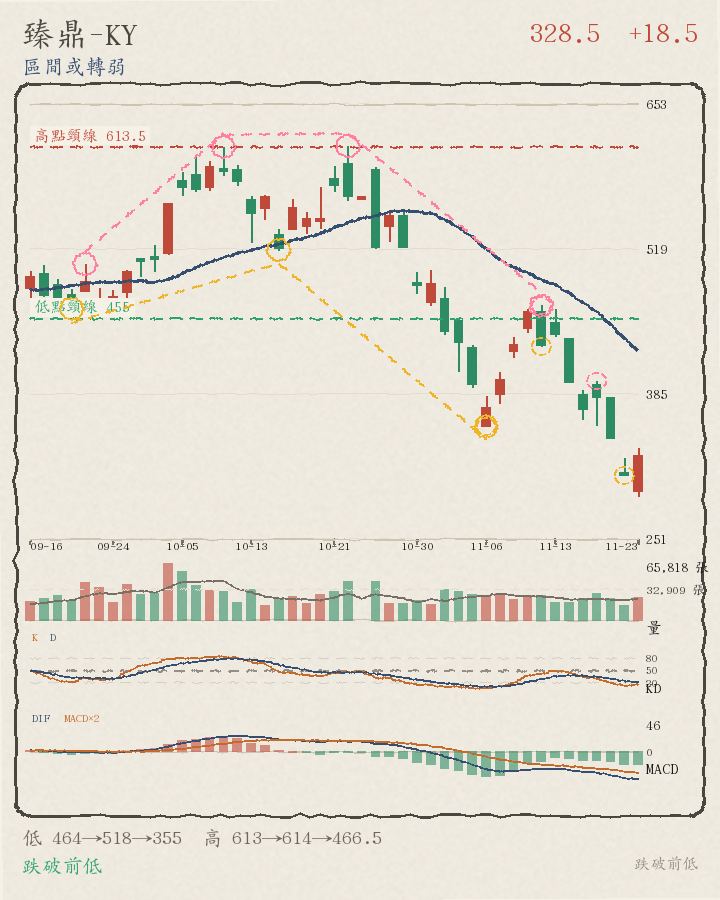 臻鼎-KY 328.5 +18.5
區間或轉弱
653
高點頸線 613.5
519
低點頸線 455
385
251
09-16 09-24 10-05 10-13 10-21 10-30 11-06 11-13 11-23
65,818 張
32,909 張
量
K D
80
50
20
KD
DIF MACD×2
46
0
MACD
低 464→518→355 高 613→614→466.5
跌破前低 跌破前低